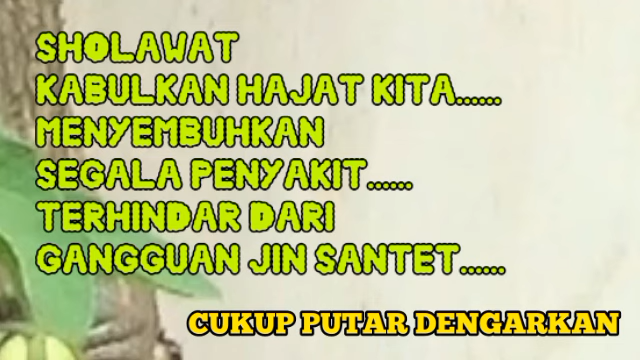 SHOLAWAT
KABULKAN HAJAT KITA......
MENYEMBUHKAN
SEGALA PENYAKIT......
TERHINDAR DARI
GANGGUAN JIN SANTET......
CUKUP PUTAR DENGARKAN